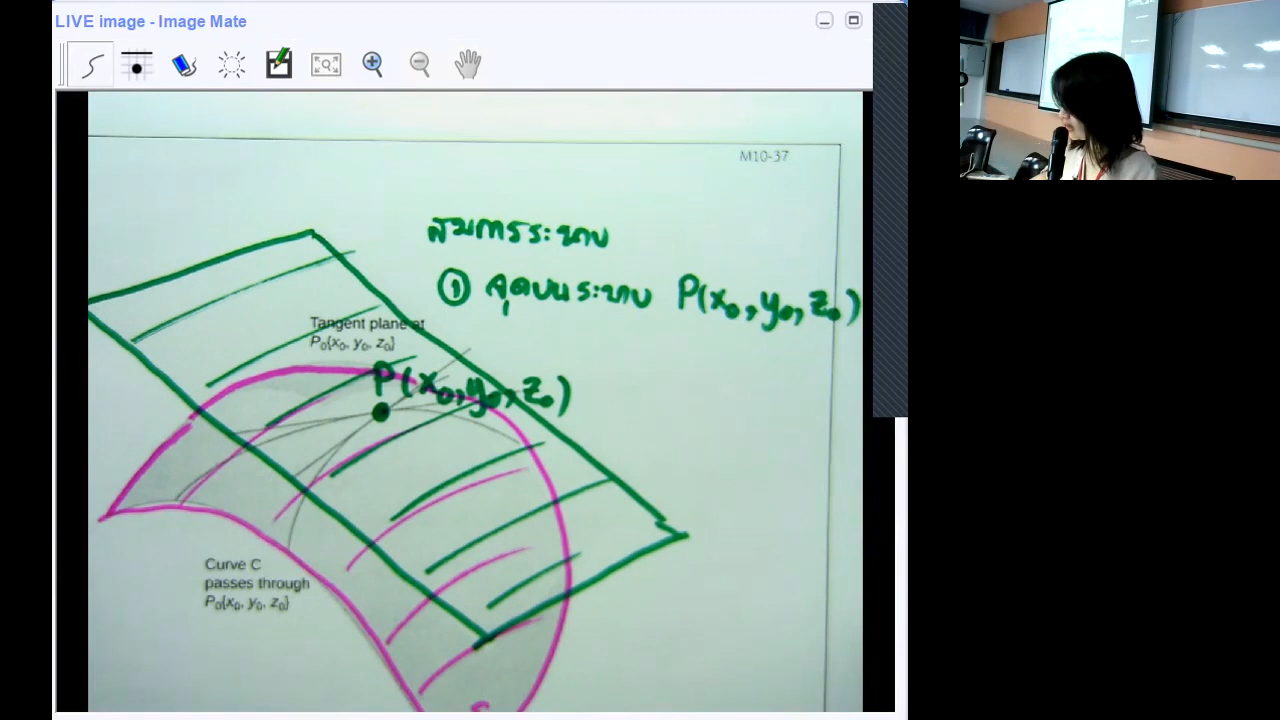 LIVE image - Image Mate
M10-37
สมการระนาบ
① จุดบนระนาบ P(x₀,y₀,z₀)
Tangent plane at
P₀(x₀, y₀, z₀)
P(x₀,y₀,z₀)
Curve C
passes through
P₀(x₀, y₀, z₀)
S